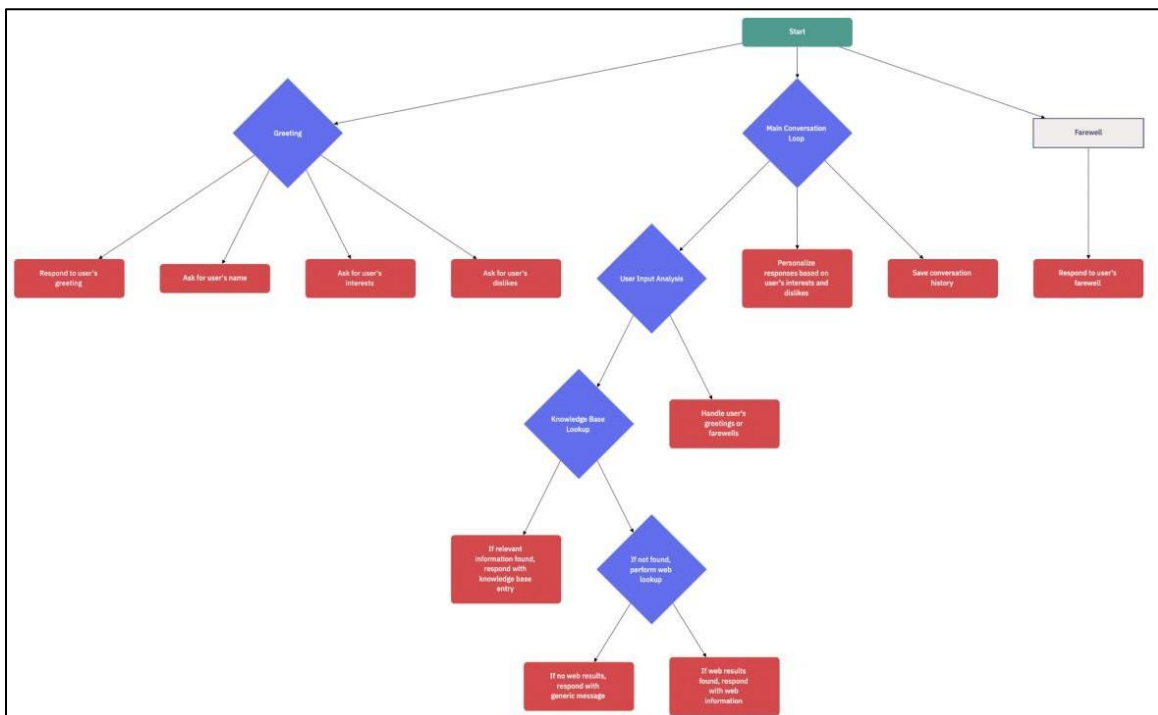 Start
Greeting
Main Conversation
Loop
Farewell
Respond to user's
greeting
Ask for user's name
Ask for user's
interests
Ask for user's
dislikes
User Input Analysis
Personalize
responses based on
user's interests and
dislikes
Save conversation
history
Respond to user's
farewell
Knowledge Base
Lookup
Handle user's
greetings or
farewells
If relevant
information found,
respond with
knowledge base
entry
If not found,
perform web
lookup
If no web results,
respond with
generic message
If web results
found, respond
with web
information